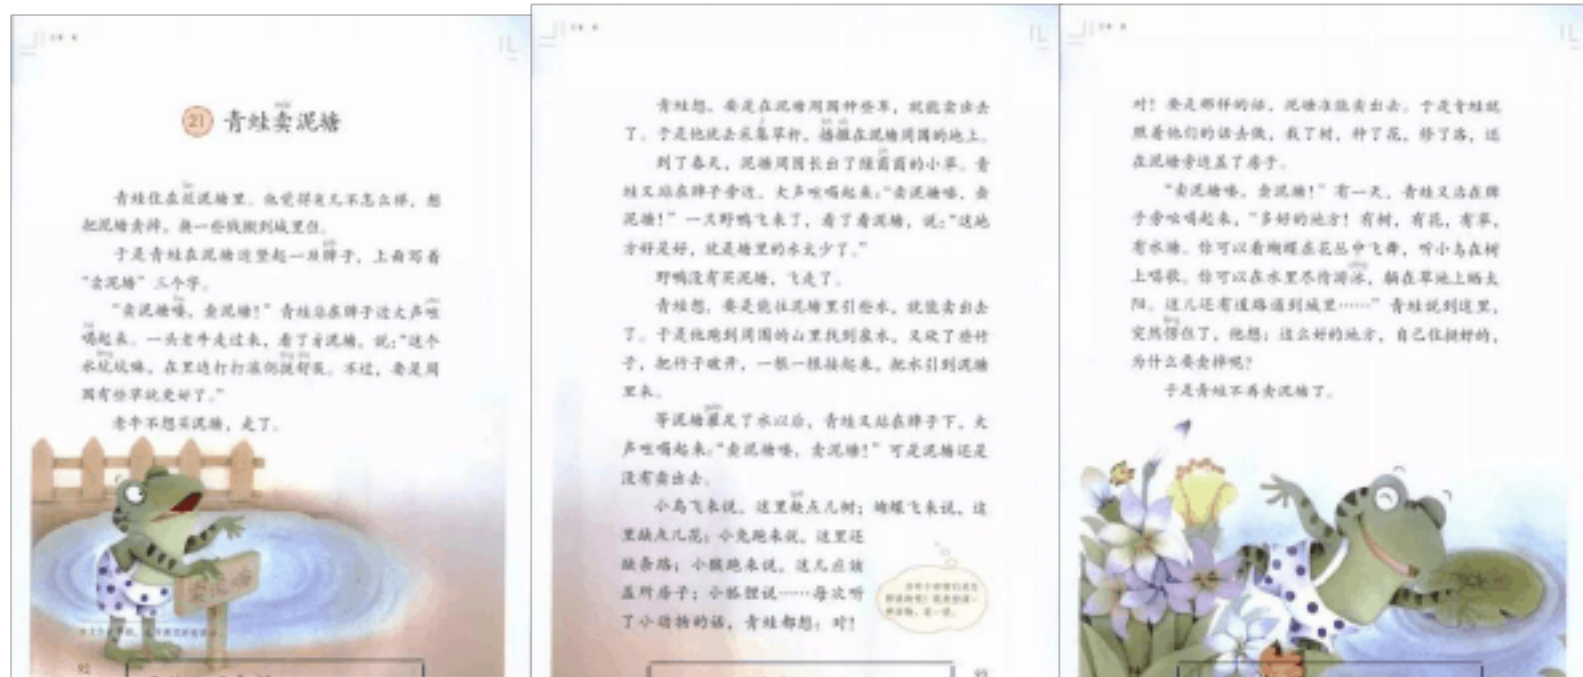 21 青蛙卖泥塘
青蛙住在烂泥塘里。他觉得这儿不怎么样，想
把泥塘卖掉，换一些钱搬到城里住。
于是青蛙在泥塘边竖起一块牌子，上面写着
“卖泥塘”三个字。
“卖泥塘喽，卖泥塘！”青蛙站在牌子边大声吆
喝起来。一头老牛走过来，看了看泥塘，说：“这个
水坑坑嘛，在里边打打滚倒挺舒服。不过，要是周
围有些草就更好了。”
老牛不想买泥塘，走了。
卖泥塘
92
青蛙想，要是在泥塘周围种些草，就能卖出去
了。于是他就去采集草籽，播撒在泥塘周围的地上。
到了春天，泥塘周围长出了绿茵茵的小草。青
蛙又站在牌子旁边，大声吆喝起来：“卖泥塘喽，卖
泥塘！”一只野鸭飞来了，看了看泥塘，说：“这地
方好是好，就是塘里的水太少了。”
野鸭没有买泥塘，飞走了。
青蛙想，要是能往泥塘里引些水，就能卖出去
了。于是他跑到周围的山里找到泉水，又砍了些竹
子，把竹子破开，一根一根接起来，把水引到泥塘
里来。
等泥塘灌足了水以后，青蛙又站在牌子下，大
声吆喝起来：“卖泥塘喽，卖泥塘！”可是泥塘还是
没有卖出去。
小鸟飞来说，这里缺点儿树；蝴蝶飞来说，这
里缺点儿花；小兔跑来说，这里还
缺条路；小猴跑来说，这儿应该
盖所房子；小狐狸说……每次听
了小动物的话，青蛙都想：对！
对！要是那样的话，泥塘准能卖出去。于是青蛙就
照着他们的话去做，栽了树，种了花，修了路，还
在泥塘旁边盖了房子。
“卖泥塘喽，卖泥塘！”有一天，青蛙又站在牌
子旁吆喝起来，“多好的地方！有树，有花，有草，
有水塘。你可以看蝴蝶在花丛中飞舞，听小鸟在树
上唱歌。你可以在水里尽情游泳，躺在草地上晒太
阳。这儿还有道路通到城里……”青蛙说到这里，
突然愣住了，他想：这么好的地方，自己住挺好的，
为什么要卖掉呢？
于是青蛙不再卖泥塘了。